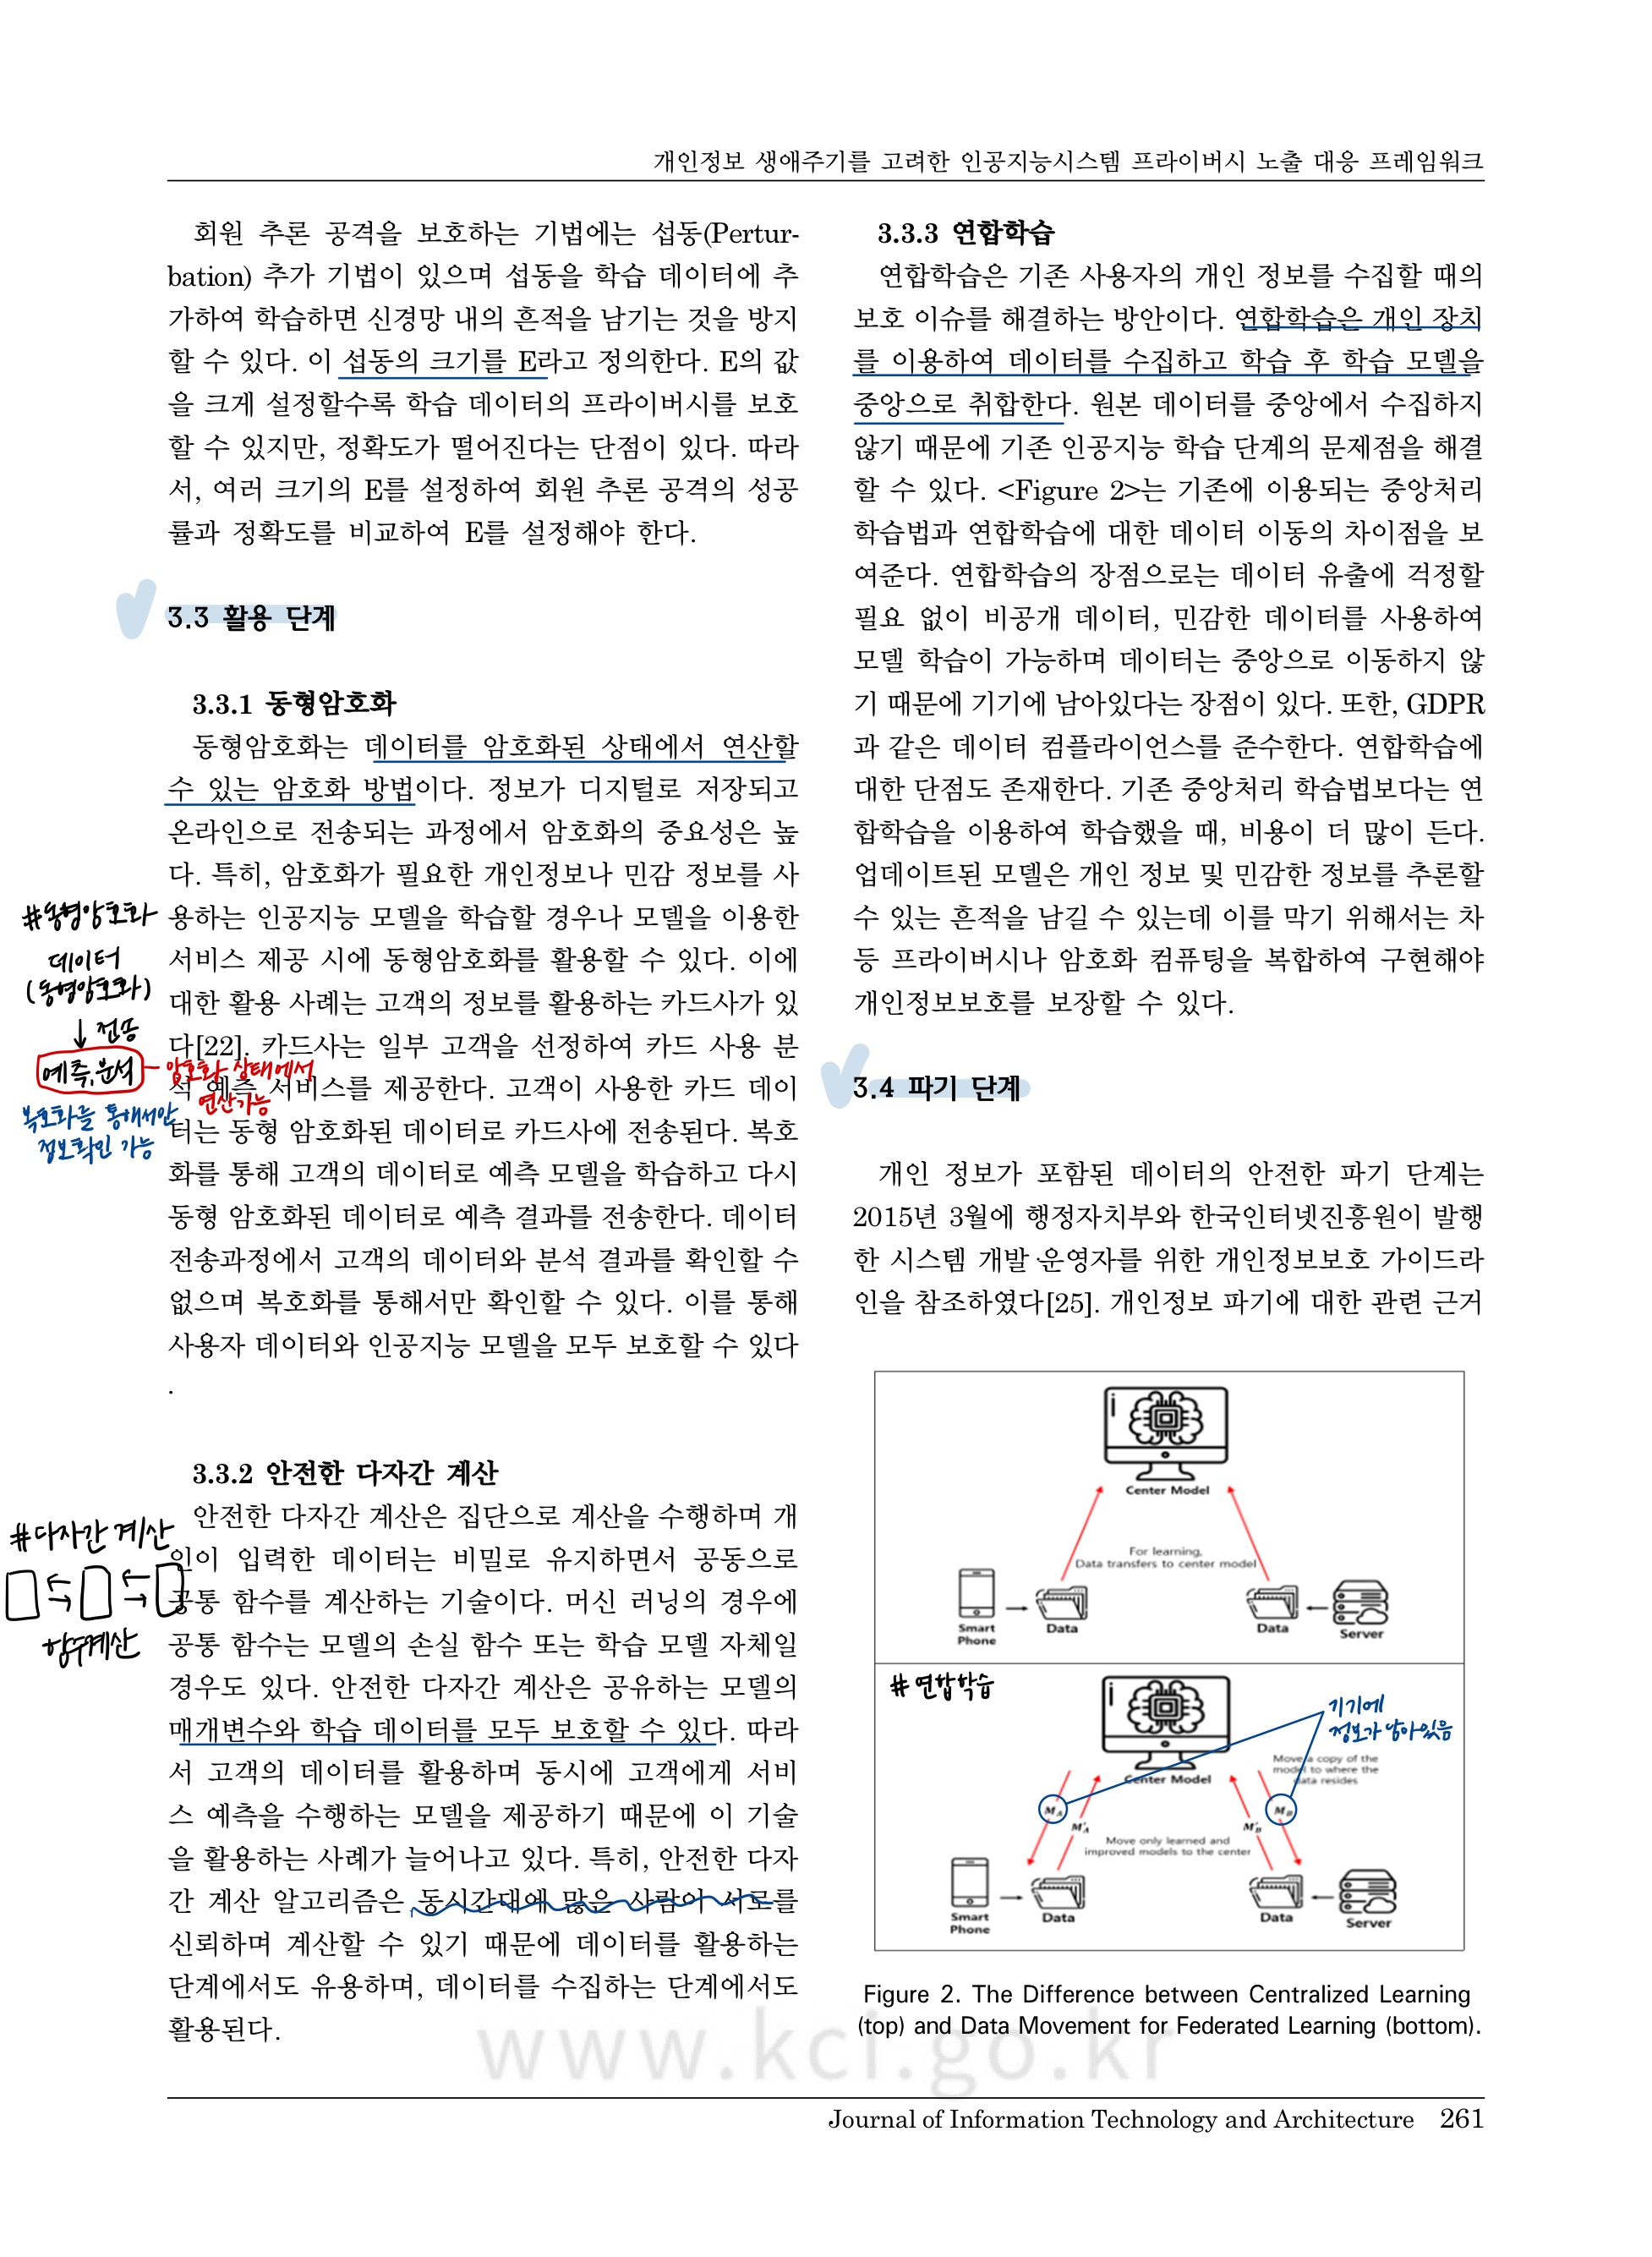 개인정보 생애주기를 고려한 인공지능시스템 프라이버시 노출 대응 프레임워크
회원 추론 공격을 보호하는 기법에는 섭동(Pertur-
bation) 추가 기법이 있으며 섭동을 학습 데이터에 추
가하여 학습하면 신경망 내의 흔적을 남기는 것을 방지
할 수 있다. 이 섭동의 크기를 E라고 정의한다. E의 값
을 크게 설정할수록 학습 데이터의 프라이버시를 보호
할 수 있지만, 정확도가 떨어진다는 단점이 있다. 따라
서, 여러 크기의 E를 설정하여 회원 추론 공격의 성공
률과 정확도를 비교하여 E를 설정해야 한다.
3.3 활용 단계
3.3.1 동형암호화
동형암호화는 데이터를 암호화된 상태에서 연산할
수 있는 암호화 방법이다. 정보가 디지털로 저장되고
온라인으로 전송되는 과정에서 암호화의 중요성은 높
다. 특히, 암호화가 필요한 개인정보나 민감 정보를 사
용하는 인공지능 모델을 학습할 경우나 모델을 이용한
서비스 제공 시에 동형암호화를 활용할 수 있다. 이에
대한 활용 사례는 고객의 정보를 활용하는 카드사가 있
다[22]. 카드사는 일부 고객을 선정하여 카드 사용 분
석 예측 서비스를 제공한다. 고객이 사용한 카드 데이
터는 동형 암호화된 데이터로 카드사에 전송된다. 복호
화를 통해 고객의 데이터로 예측 모델을 학습하고 다시
동형 암호화된 데이터로 예측 결과를 전송한다. 데이터
전송과정에서 고객의 데이터와 분석 결과를 확인할 수
없으며 복호화를 통해서만 확인할 수 있다. 이를 통해
사용자 데이터와 인공지능 모델을 모두 보호할 수 있다
.
#동형암호화
데이터
(동형암호화)
↓ 전송
예측,분석
암호화 상태에서
연산가능
복호화를 통해서만
정보확인 가능
3.3.2 안전한 다자간 계산
안전한 다자간 계산은 집단으로 계산을 수행하며 개
인이 입력한 데이터는 비밀로 유지하면서 공동으로
공통 함수를 계산하는 기술이다. 머신 러닝의 경우에
공통 함수는 모델의 손실 함수 또는 학습 모델 자체일
경우도 있다. 안전한 다자간 계산은 공유하는 모델의
매개변수와 학습 데이터를 모두 보호할 수 있다. 따라
서 고객의 데이터를 활용하며 동시에 고객에게 서비
스 예측을 수행하는 모델을 제공하기 때문에 이 기술
을 활용하는 사례가 늘어나고 있다. 특히, 안전한 다자
간 계산 알고리즘은 동시간대에 많은 사람이 서로를
신뢰하며 계산할 수 있기 때문에 데이터를 활용하는
단계에서도 유용하며, 데이터를 수집하는 단계에서도
활용된다.
#다자간 계산
함수계산
3.3.3 연합학습
연합학습은 기존 사용자의 개인 정보를 수집할 때의
보호 이슈를 해결하는 방안이다. 연합학습은 개인 장치
를 이용하여 데이터를 수집하고 학습 후 학습 모델을
중앙으로 취합한다. 원본 데이터를 중앙에서 수집하지
않기 때문에 기존 인공지능 학습 단계의 문제점을 해결
할 수 있다. <Figure 2>는 기존에 이용되는 중앙처리
학습법과 연합학습에 대한 데이터 이동의 차이점을 보
여준다. 연합학습의 장점으로는 데이터 유출에 걱정할
필요 없이 비공개 데이터, 민감한 데이터를 사용하여
모델 학습이 가능하며 데이터는 중앙으로 이동하지 않
기 때문에 기기에 남아있다는 장점이 있다. 또한, GDPR
과 같은 데이터 컴플라이언스를 준수한다. 연합학습에
대한 단점도 존재한다. 기존 중앙처리 학습법보다는 연
합학습을 이용하여 학습했을 때, 비용이 더 많이 든다.
업데이트된 모델은 개인 정보 및 민감한 정보를 추론할
수 있는 흔적을 남길 수 있는데 이를 막기 위해서는 차
등 프라이버시나 암호화 컴퓨팅을 복합하여 구현해야
개인정보보호를 보장할 수 있다.
3.4 파기 단계
개인 정보가 포함된 데이터의 안전한 파기 단계는
2015년 3월에 행정자치부와 한국인터넷진흥원이 발행
한 시스템 개발·운영자를 위한 개인정보보호 가이드라
인을 참조하였다[25]. 개인정보 파기에 대한 관련 근거
Center Model
For learning,
Data transfers to center model
Smart
Phone
Data
Data
Server
# 연합학습
기기에
정보가 남아있음
Center Model
Move a copy of the
model to where the
data resides
M_A
M'_A
M'_B
M_B
Move only learned and
improved models to the center
Smart
Phone
Data
Data
Server
Figure 2. The Difference between Centralized Learning
(top) and Data Movement for Federated Learning (bottom).
www.kci.go.kr
Journal of Information Technology and Architecture 261